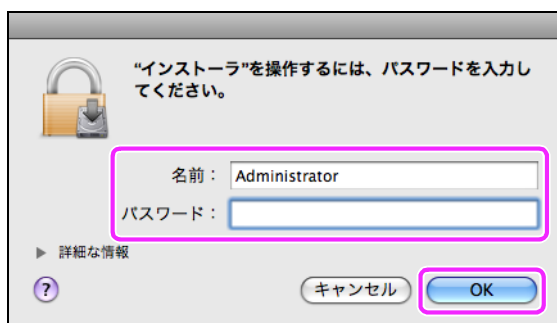 “インストーラ”を操作するには、パスワードを入力し
てください。
名前： Administrator
パスワード：
▶ 詳細な情報
? キャンセル OK